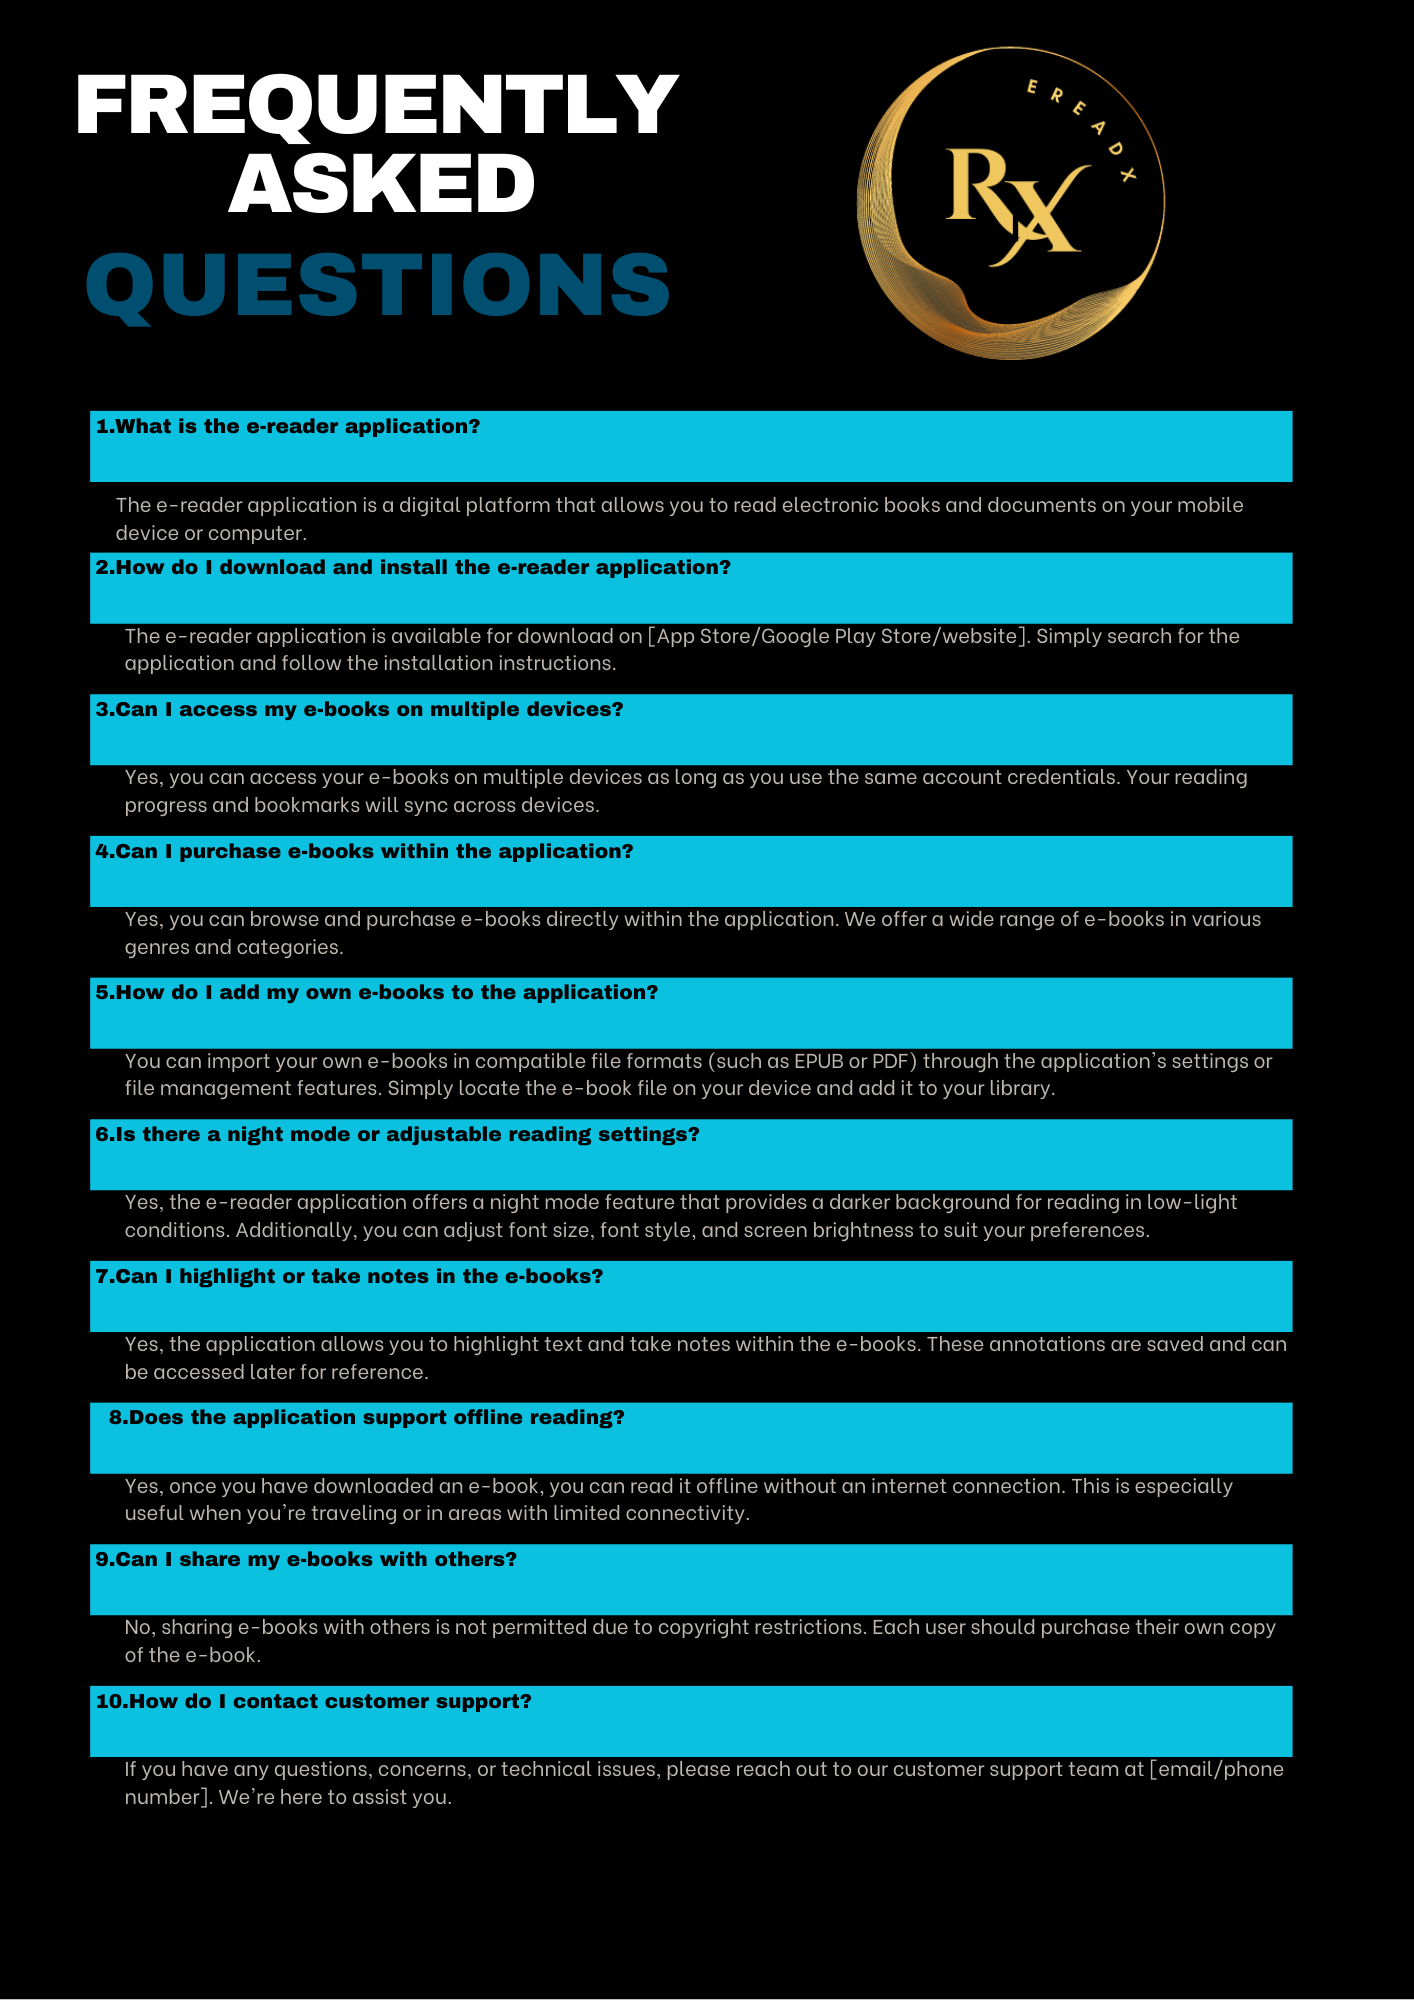 FREQUENTLY
ASKED
QUESTIONS
EREADX
RX
1.What is the e-reader application?
The e-reader application is a digital platform that allows you to read electronic books and documents on your mobile
device or computer.
2.How do I download and install the e-reader application?
The e-reader application is available for download on [App Store/Google Play Store/website]. Simply search for the
application and follow the installation instructions.
3.Can I access my e-books on multiple devices?
Yes, you can access your e-books on multiple devices as long as you use the same account credentials. Your reading
progress and bookmarks will sync across devices.
4.Can I purchase e-books within the application?
Yes, you can browse and purchase e-books directly within the application. We offer a wide range of e-books in various
genres and categories.
5.How do I add my own e-books to the application?
You can import your own e-books in compatible file formats (such as EPUB or PDF) through the application's settings or
file management features. Simply locate the e-book file on your device and add it to your library.
6.Is there a night mode or adjustable reading settings?
Yes, the e-reader application offers a night mode feature that provides a darker background for reading in low-light
conditions. Additionally, you can adjust font size, font style, and screen brightness to suit your preferences.
7.Can I highlight or take notes in the e-books?
Yes, the application allows you to highlight text and take notes within the e-books. These annotations are saved and can
be accessed later for reference.
8.Does the application support offline reading?
Yes, once you have downloaded an e-book, you can read it offline without an internet connection. This is especially
useful when you're traveling or in areas with limited connectivity.
9.Can I share my e-books with others?
No, sharing e-books with others is not permitted due to copyright restrictions. Each user should purchase their own copy
of the e-book.
10.How do I contact customer support?
If you have any questions, concerns, or technical issues, please reach out to our customer support team at [email/phone
number]. We're here to assist you.